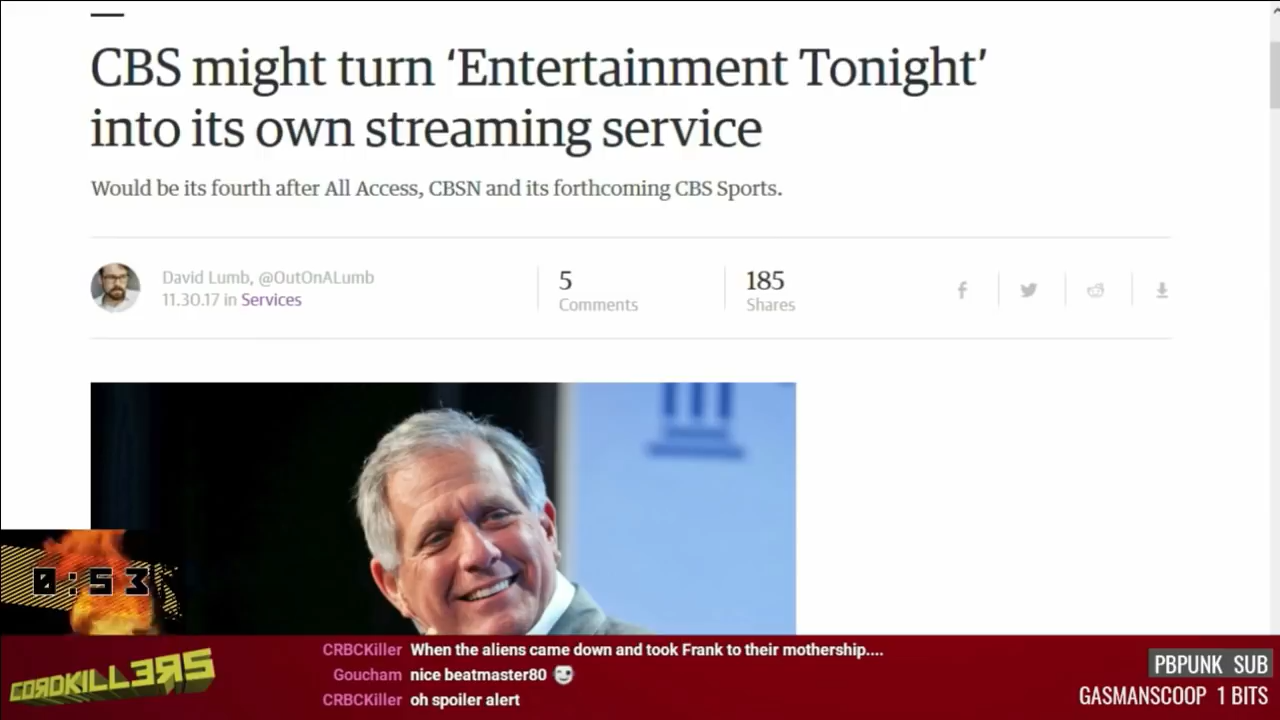 CBS might turn ‘Entertainment Tonight’
into its own streaming service
Would be its fourth after All Access, CBSN and its forthcoming CBS Sports.
David Lumb, @OutOnALumb
11.30.17 in Services
5
Comments
185
Shares
0:53
CORDKILL3RS
CRBCKiller When the aliens came down and took Frank to their mothership....
Goucham nice beatmaster80
CRBCKiller oh spoiler alert
PBPUNK SUB
GASMANSCOOP 1 BITS